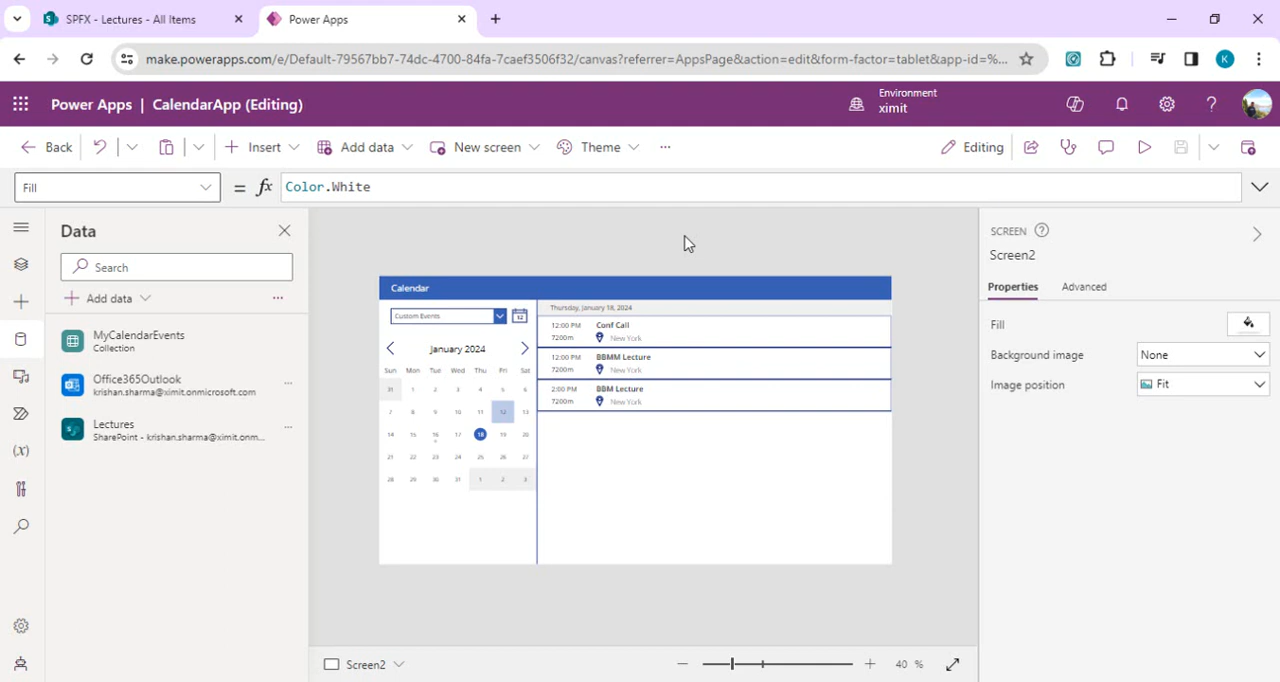 SPFX - Lectures - All Items
Power Apps
make.powerapps.com/e/Default-79567bb7-74dc-4700-84fa-7caef3506f32/canvas?referrer=AppsPage&action=edit&form-factor=tablet&app-id=%...
K
Power Apps | CalendarApp (Editing)
Environment
ximit
Back
Insert
Add data
New screen
Theme
...
Editing
Fill
=
fx
Color.White
Data
Search
Add data
...
MyCalendarEvents
Collection
Office365Outlook
krishan.sharma@ximit.onmicrosoft.com
Lectures
SharePoint - krishan.sharma@ximit.onm...
Calendar
Custom Events
12
January 2024
Sun Mon Tue Wed Thu Fri Sat
31 1 2 3 4 5 6
7 8 9 10 11 12 13
14 15 16 17 18 19 20
21 22 23 24 25 26 27
28 29 30 31 1 2 3
Thursday, January 18, 2024
12:00 PM Conf Call
7200m New York
12:00 PM BBMM Lecture
7200m New York
2:00 PM BBM Lecture
7200m New York
SCREEN
Screen2
Properties Advanced
Fill
Background image None
Image position Fit
Screen2
40 %